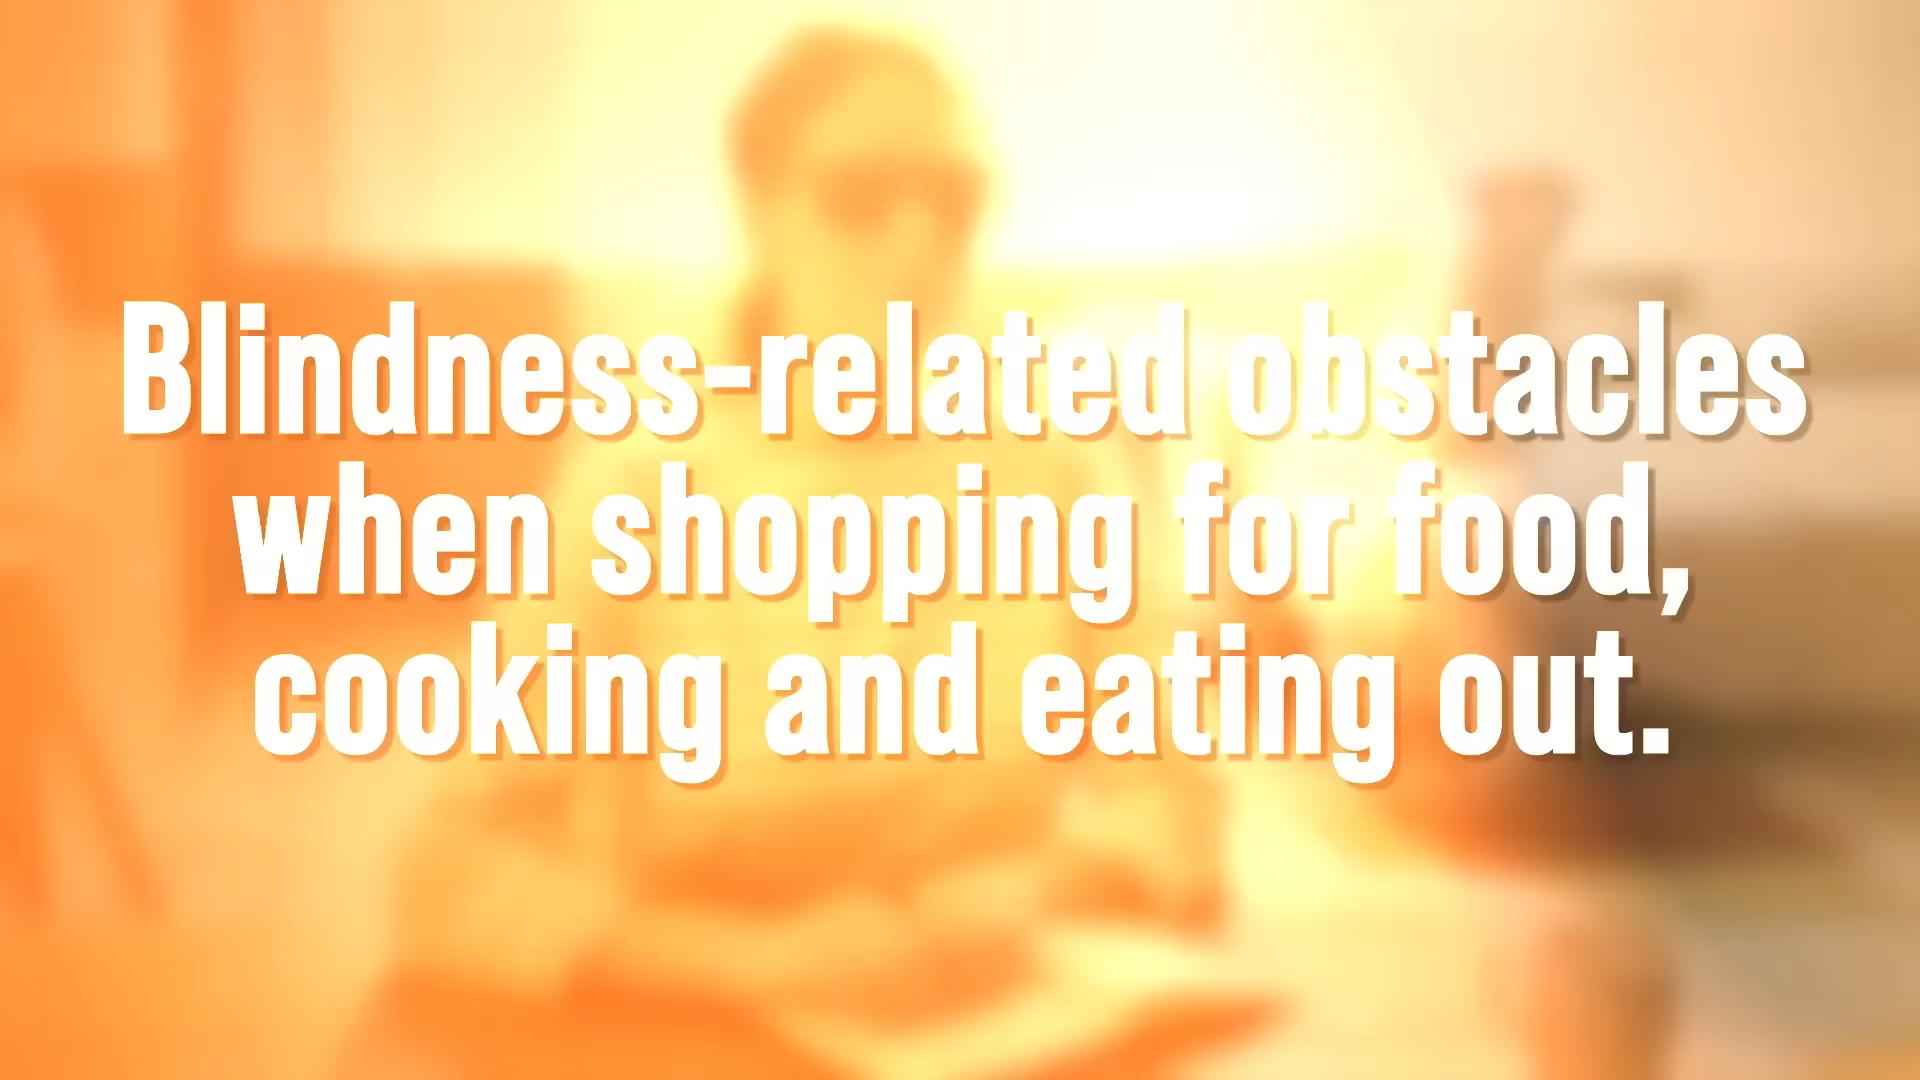 Blindness-related obstacles
when shopping for food,
cooking and eating out.